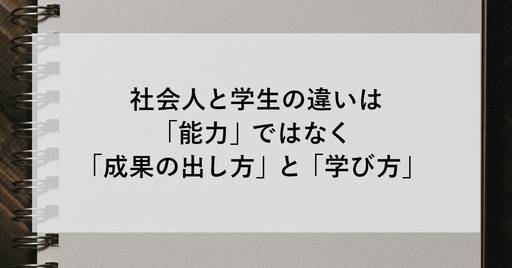 社会人と学生の違いは
「能力」ではなく
「成果の出し方」と「学び方」